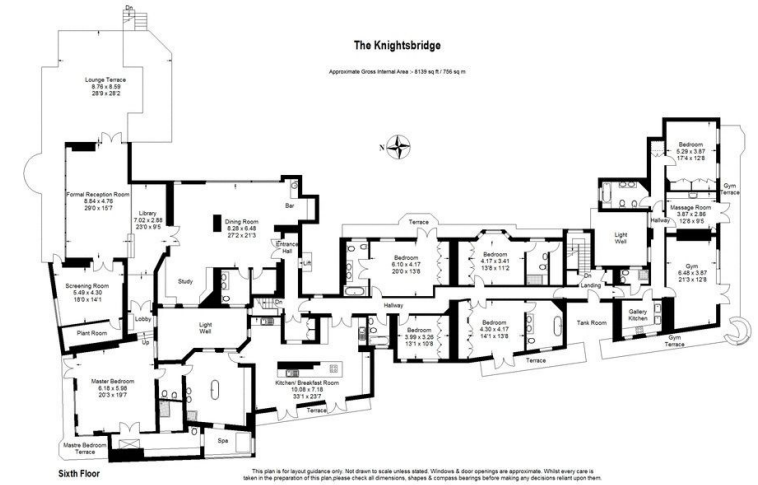 The Knightsbridge
Approximate Gross Internal Area :- 8139 sq ft / 756 sq m
Dn
Lounge Terrace
8.76 x 8.59
28'9 x 28'2
N
Formal Reception Room
8.84 x 4.76
29'0 x 15'7
Library
7.02 x 2.88
23'0 x 9'5
Dining Room
8.28 x 6.48
27'2 x 21'3
Bar
Entrance
Hall
Lift
Study
Screening Room
5.49 x 4.30
18'0 x 14'1
Plant Room
Lobby
Up
Light
Well
Dn
Master Bedroom
6.18 x 5.98
20'3 x 19'7
Mastre Bedroom
Terrace
Spa
Kitchen/ Breakfast Room
10.08 x 7.18
33'1 x 23'7
Terrace
Terrace
Bedroom
6.10 x 4.17
20'0 x 13'8
Bedroom
4.17 x 3.41
13'8 x 11'2
Hallway
Bedroom
3.99 x 3.26
13'1 x 10'8
Bedroom
4.30 x 4.17
14'1 x 13'8
Terrace
Dn
Landing
Tank Room
Light
Well
Gallery
Kitchen
Hallway
Bedroom
5.29 x 3.87
17'4 x 12'8
Gym
Terrace
Massage Room
3.87 x 2.86
12'8 x 9'5
Gym
6.48 x 3.87
21'3 x 12'8
Gym
Terrace
Sixth Floor
This plan is for layout guidance only. Not drawn to scale unless stated. Windows & door openings are approximate. Whilst every care is
taken in the preparation of this plan,please check all dimensions, shapes & compass bearings before making any decisions reliant upon them.